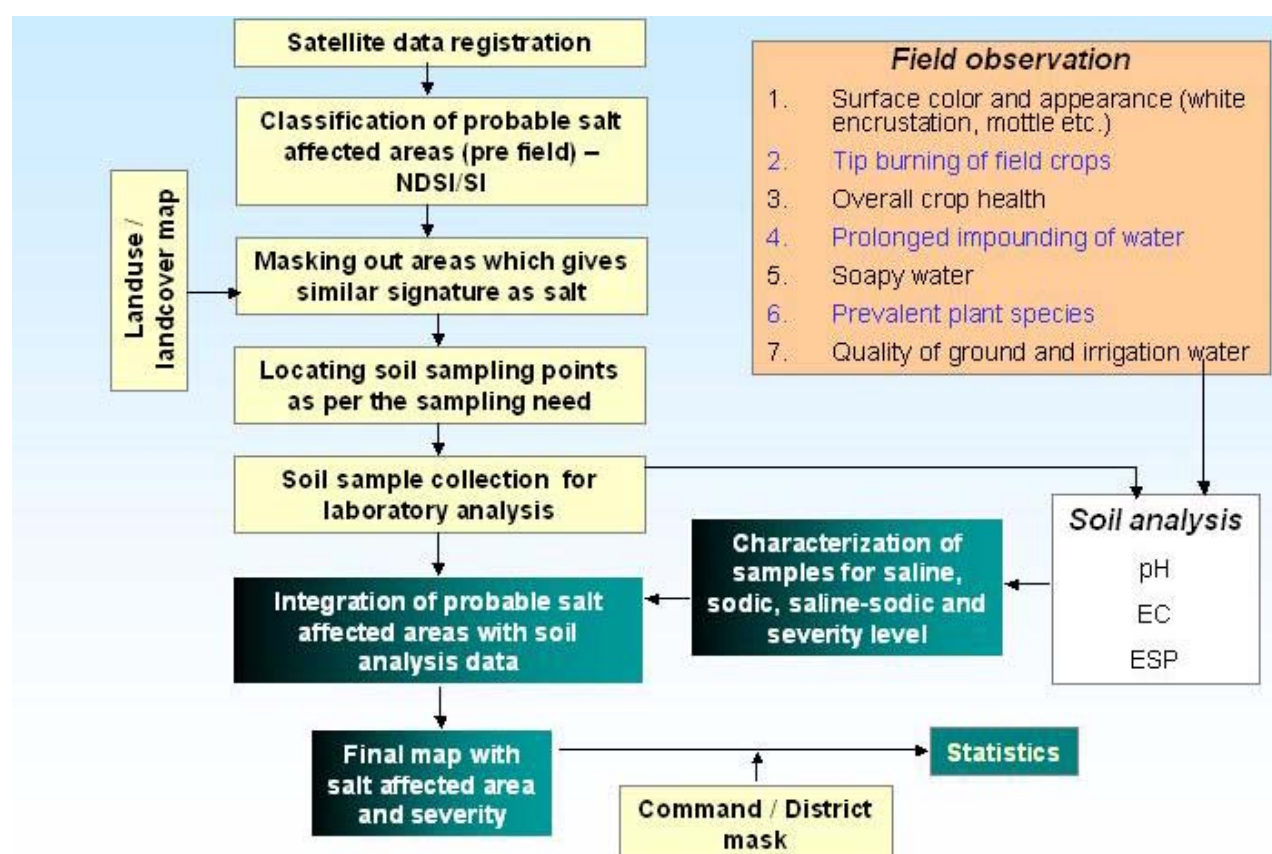 Satellite data registration
Classification of probable salt
affected areas (pre field) –
NDSI/SI
Landuse /
landcover map
Masking out areas which gives
similar signature as salt
Locating soil sampling points
as per the sampling need
Soil sample collection for
laboratory analysis
Integration of probable salt
affected areas with soil
analysis data
Final map with
salt affected area
and severity
Field observation
1. Surface color and appearance (white
encrustation, mottle etc.)
2. Tip burning of field crops
3. Overall crop health
4. Prolonged impounding of water
5. Soapy water
6. Prevalent plant species
7. Quality of ground and irrigation water
Soil analysis
pH
EC
ESP
Characterization of
samples for saline,
sodic, saline-sodic and
severity level
Statistics
Command / District
mask